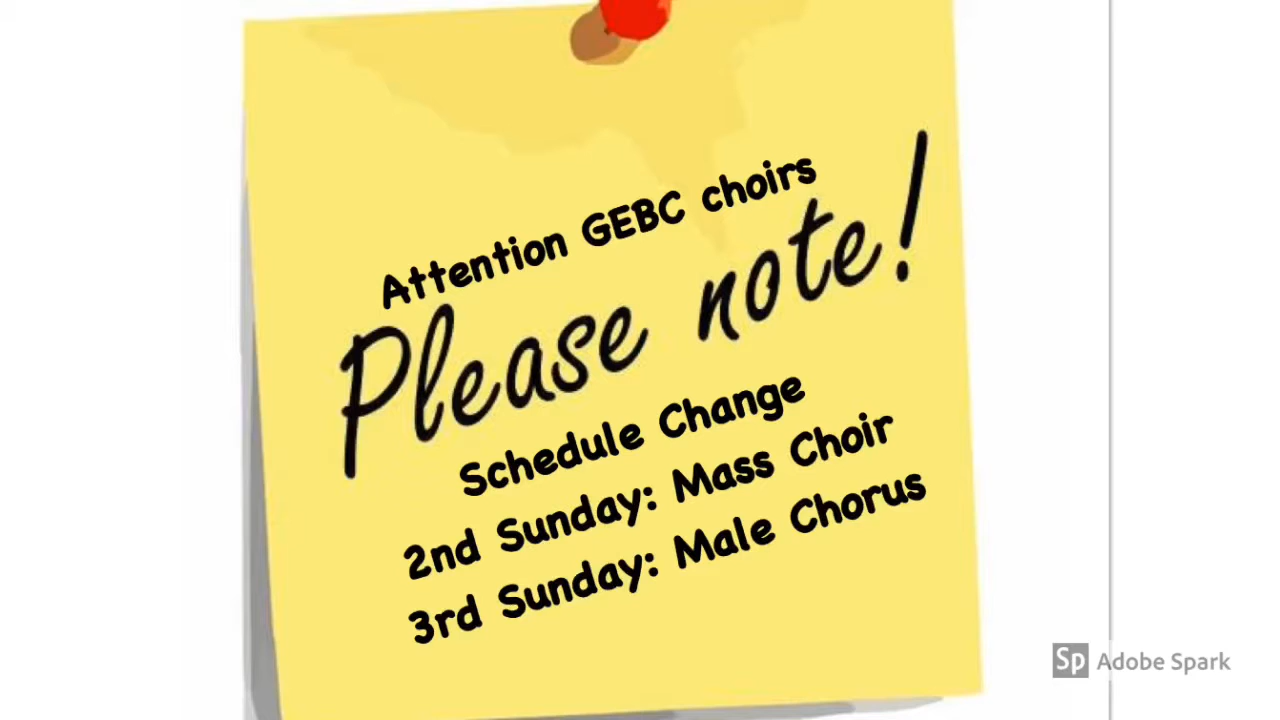 Attention GEBC choirs
Please note!
Schedule Change
2nd Sunday: Mass Choir
3rd Sunday: Male Chorus
Sp Adobe Spark